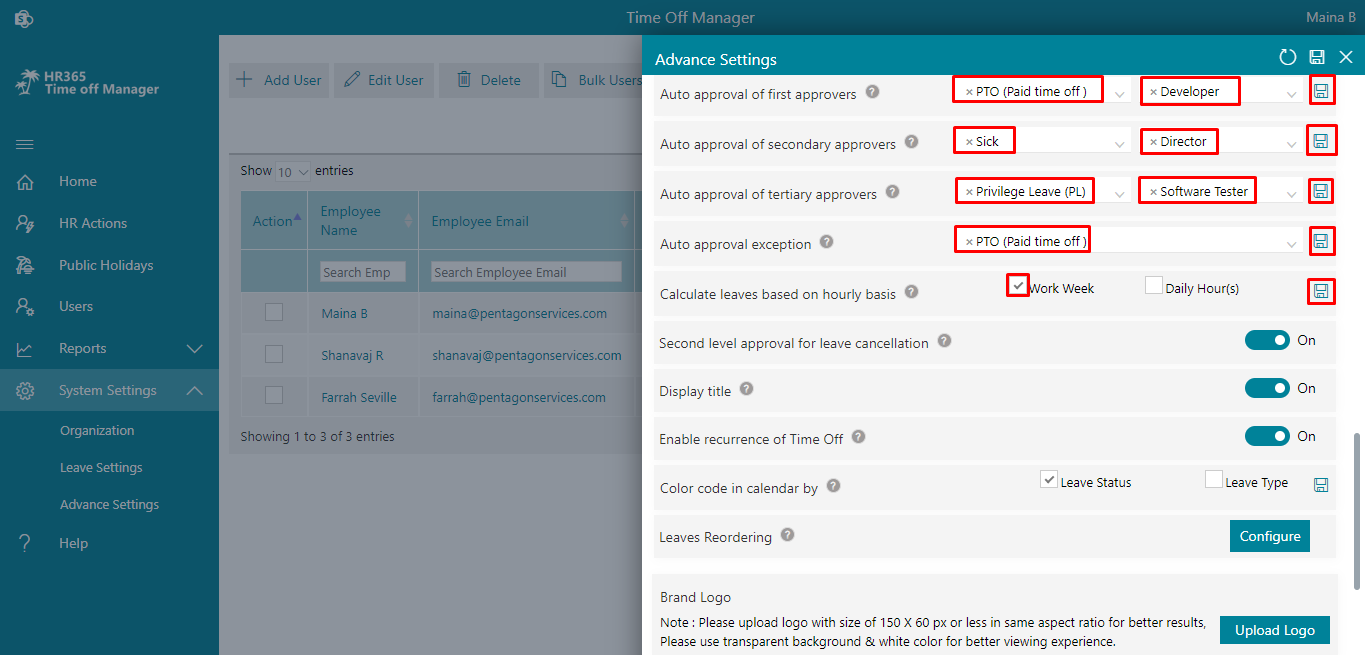 Time Off Manager
Maina B
HR365
Time off Manager
Home
HR Actions
Public Holidays
Users
Reports
System Settings
Organization
Leave Settings
Advance Settings
Help
Add User
Edit User
Delete
Bulk Users
Show 10 entries
Action
Employee Name
Employee Email
Search Emp
Search Employee Email
Maina B
maina@pentagonservices.com
Shanavaj R
shanavaj@pentagonservices.com
Farrah Seville
farrah@pentagonservices.com
Showing 1 to 3 of 3 entries
Advance Settings
Auto approval of first approvers ? × PTO (Paid time off ) × Developer
Auto approval of secondary approvers ? × Sick × Director
Auto approval of tertiary approvers ? × Privilege Leave (PL) × Software Tester
Auto approval exception ? × PTO (Paid time off )
Calculate leaves based on hourly basis ? Work Week Daily Hour(s)
Second level approval for leave cancellation ? On
Display title ? On
Enable recurrence of Time Off ? On
Color code in calendar by ? Leave Status Leave Type
Leaves Reordering ? Configure
Brand Logo
Note : Please upload logo with size of 150 X 60 px or less in same aspect ratio for better results,
Please use transparent background & white color for better viewing experience.
Upload Logo